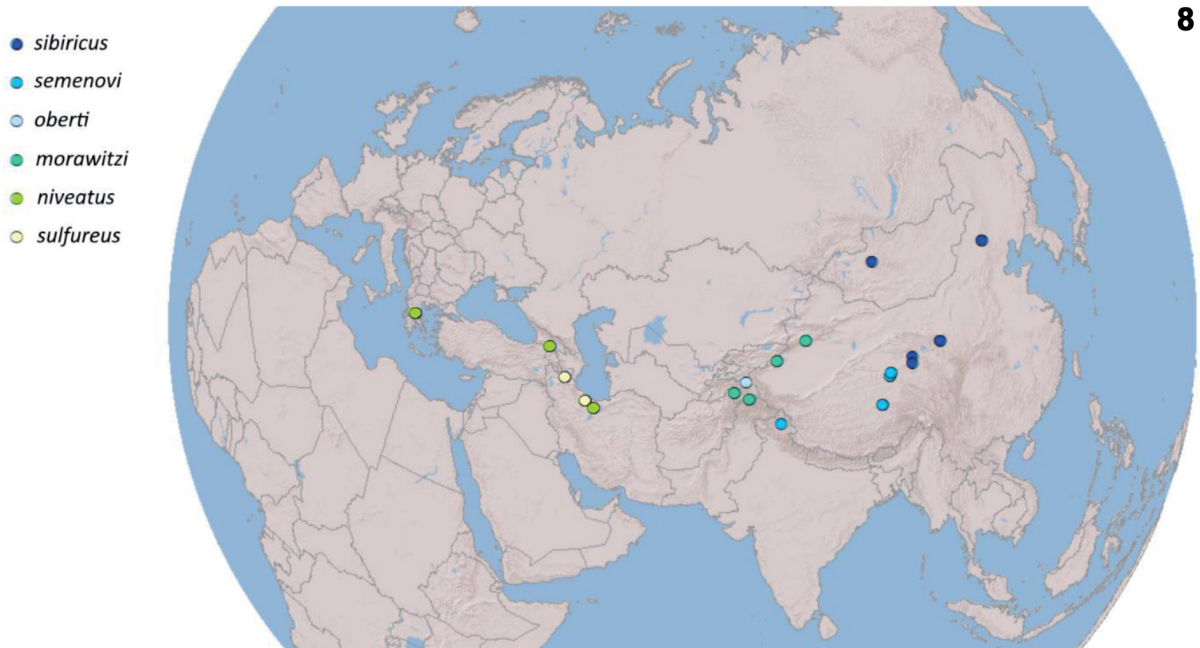 8
sibiricus
semenovi
oberti
morawitzi
niveatus
sulfureus